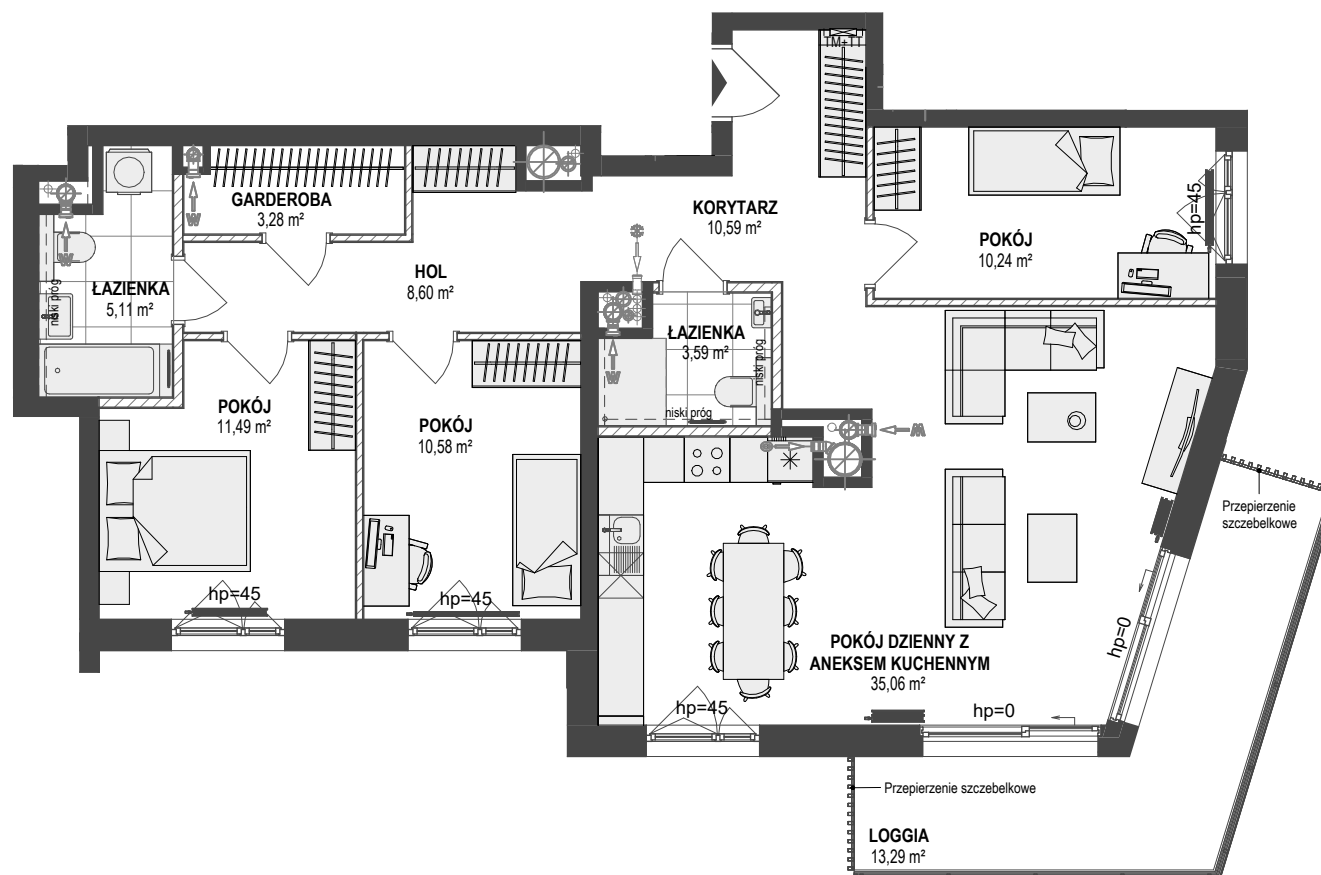 TM+TT
GARDEROBA
3,28 m²
W
KORYTARZ
10,59 m²
POKÓJ
10,24 m²
hp=45
W
HOL
8,60 m²
ŁAZIENKA
5,11 m²
niski próg
ŁAZIENKA
3,59 m²
niski próg
niski próg
W
POKÓJ
11,49 m²
POKÓJ
10,58 m²
W
Przepierzenie
szczebelkowe
hp=45
hp=45
hp=0
POKÓJ DZIENNY Z
ANEKSEM KUCHENNYM
35,06 m²
hp=45
hp=0
Przepierzenie szczebelkowe
LOGGIA
13,29 m²